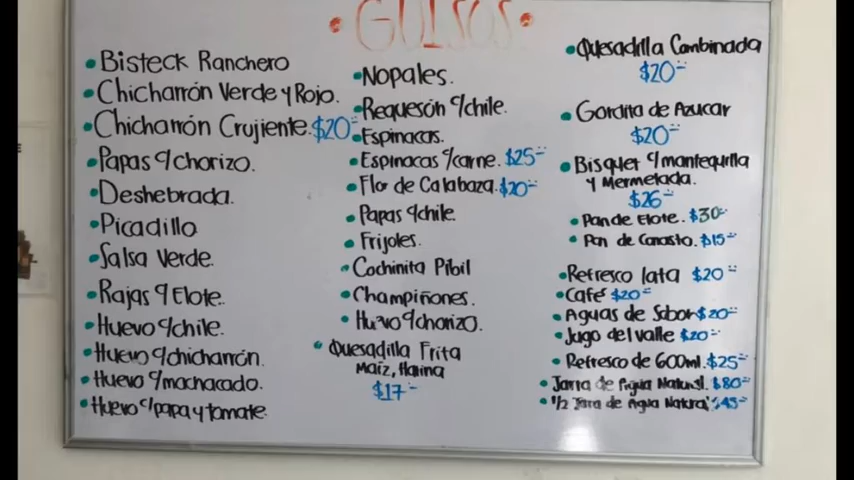 • GUISOS •
• Bisteck Ranchero
• Chicharrón Verde y Rojo.
• Chicharrón Crujiente. $20
• Papas c/chorizo.
• Deshebrada.
• Picadillo
• Salsa Verde.
• Rajas c/Elote.
• Huevo c/chile.
• Huevo c/chicharrón.
• Huevo c/machacado.
• Huevo c/papa y tomate.
• Nopales.
• Requesón c/chile.
• Espinacas.
• Espinacas c/carne. $25
• Flor de Calabaza. $20
• Papas c/chile.
• Frijoles.
• Cochinita Pibil
• Champiñones.
• Huevo c/chorizo.
• Quesadilla Frita
Maíz, Harina
$17
• Quesadilla Combinada
$20
• Gordita de Azucar
$20
• Bisquet c/mantequilla
y Mermelada.
$26
• Pan de Elote. $30
• Pan de Canasto. $15
• Refresco lata $20
• Café $20
• Aguas de Sabor $20
• Jugo del valle $20
• Refresco de 600ml. $25
• Jarra de Agua Natural. $80
• 1/2 Jarra de Agua Natural $45